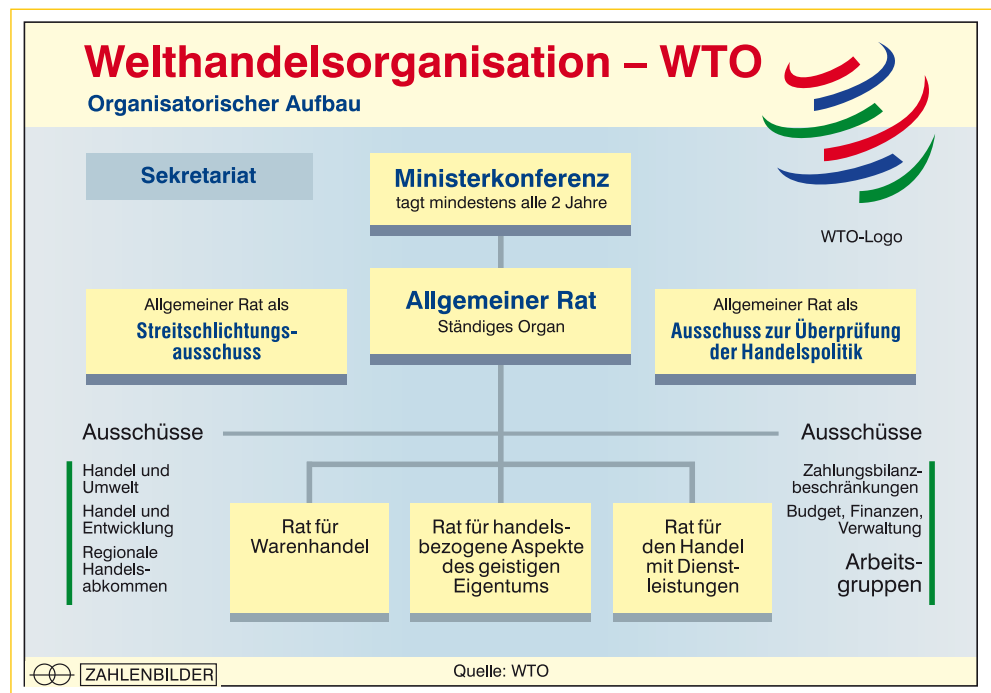 Welthandelsorganisation – WTO
Organisatorischer Aufbau
Sekretariat
Ministerkonferenz
tagt mindestens alle 2 Jahre
WTO-Logo
Allgemeiner Rat als
Streitschlichtungs-
ausschuss
Allgemeiner Rat
Ständiges Organ
Allgemeiner Rat als
Ausschuss zur Überprüfung
der Handelspolitik
Ausschüsse
Handel und
Umwelt
Handel und
Entwicklung
Regionale
Handels-
abkommen
Ausschüsse
Zahlungsbilanz-
beschränkungen
Budget, Finanzen,
Verwaltung
Arbeits-
gruppen
Rat für
Warenhandel
Rat für handels-
bezogene Aspekte
des geistigen
Eigentums
Rat für
den Handel
mit Dienst-
leistungen
ZAHLENBILDER
Quelle: WTO